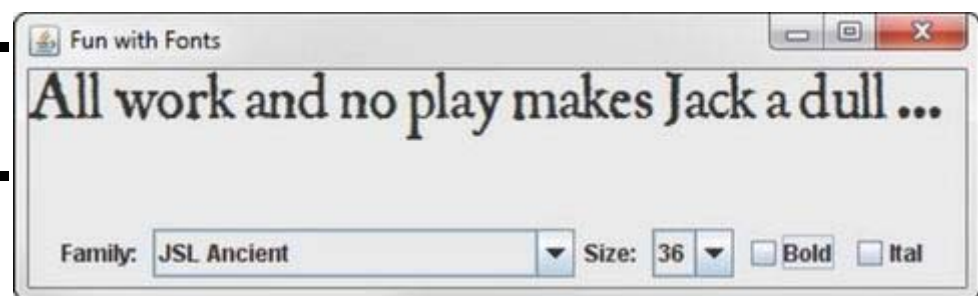 Fun with Fonts
All work and no play makes Jack a dull ...
Family: JSL Ancient Size: 36 Bold Ital